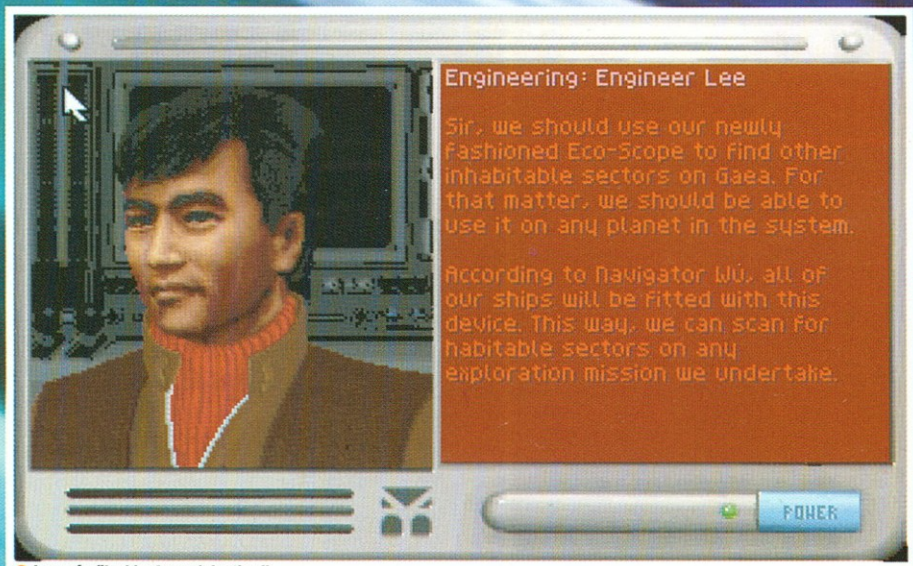 Engineering: Engineer Lee
Sir, we should use our newly
fashioned Eco-Scope to find other
inhabitable sectors on Gaea. For
that matter, we should be able to
use it on any planet in the system.
According to Navigator Wu, all of
our ships will be fitted with this
device. This way, we can scan for
habitable sectors on any
exploration mission we undertake.
POWER